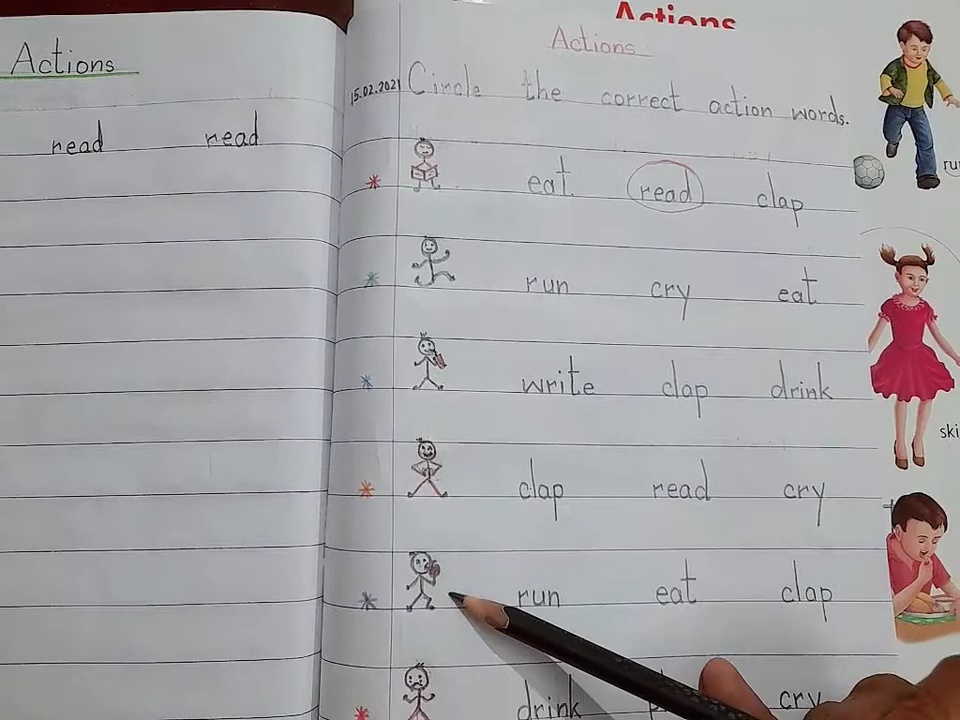 Actions
read read
Actions
Actions
15.02.2021 Circle the correct action words.
eat read clap
run cry eat
write clap drink
clap read cry
run eat clap
drink cry